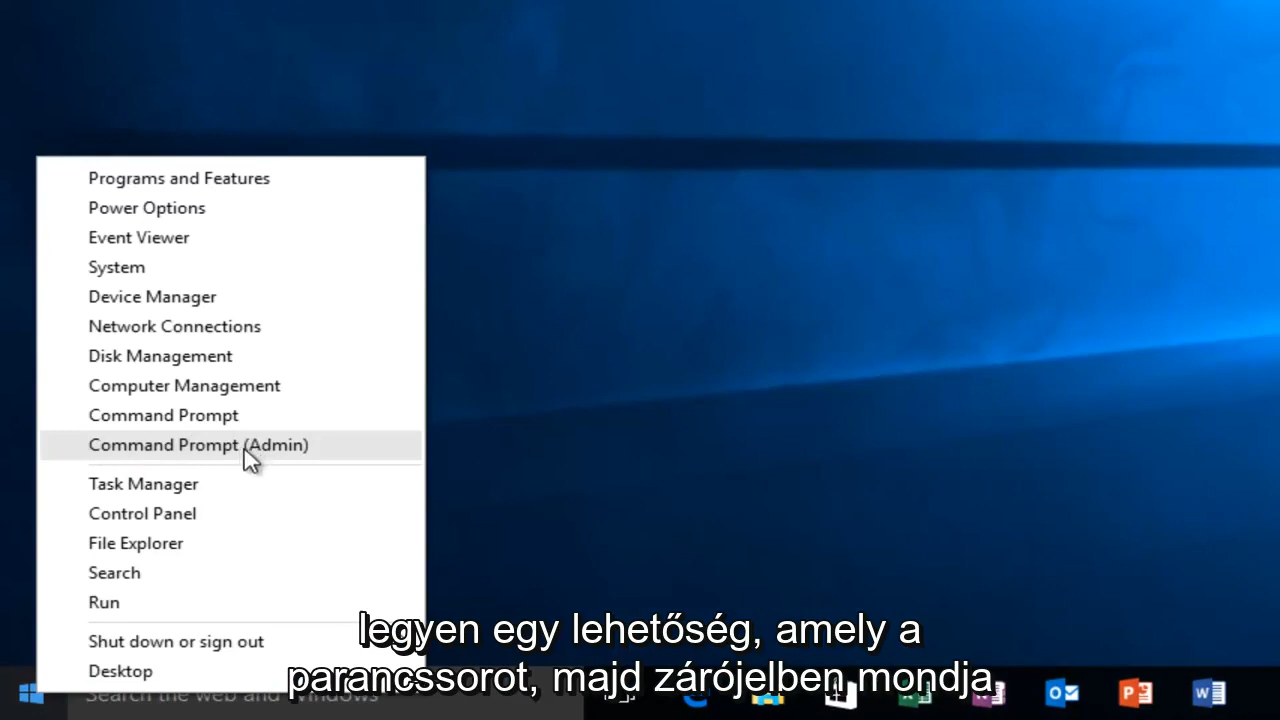 Programs and Features
Power Options
Event Viewer
System
Device Manager
Network Connections
Disk Management
Computer Management
Command Prompt
Command Prompt (Admin)
Task Manager
Control Panel
File Explorer
Search
Run
Shut down or sign out
Desktop
Search the web and Windows
legyen egy lehetőség, amely a
parancssorot, majd zárójelben mondja